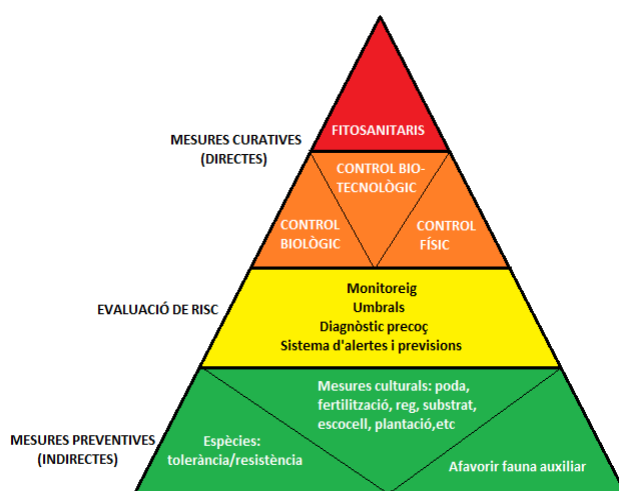 FITOSANITARIS
MESURES CURATIVES
(DIRECTES)
CONTROL BIO-
TECNOLÒGIC
CONTROL
BIOLÒGIC
CONTROL
FÍSIC
EVALUACIÓ DE RISC
Monitoreig
Umbrals
Diagnòstic precoç
Sistema d'alertes i previsions
MESURES PREVENTIVES
(INDIRECTES)
Mesures culturals: poda,
fertilització, reg, substrat,
escocell, plantació,etc
Espècies:
tolerància/resistència
Afavorir fauna auxiliar